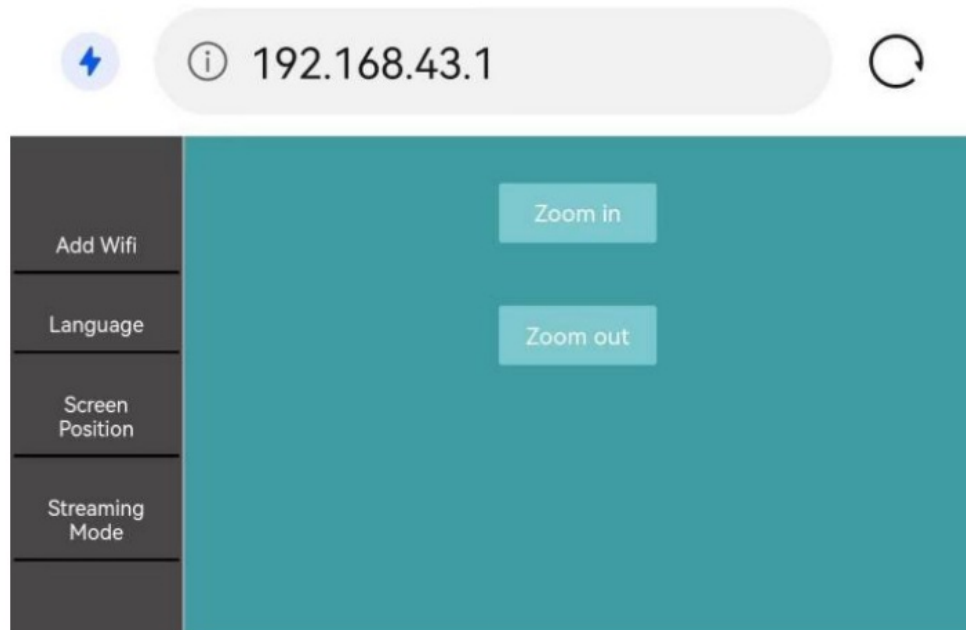 192.168.43.1
Add Wifi
Language
Screen
Position
Streaming
Mode
Zoom in
Zoom out